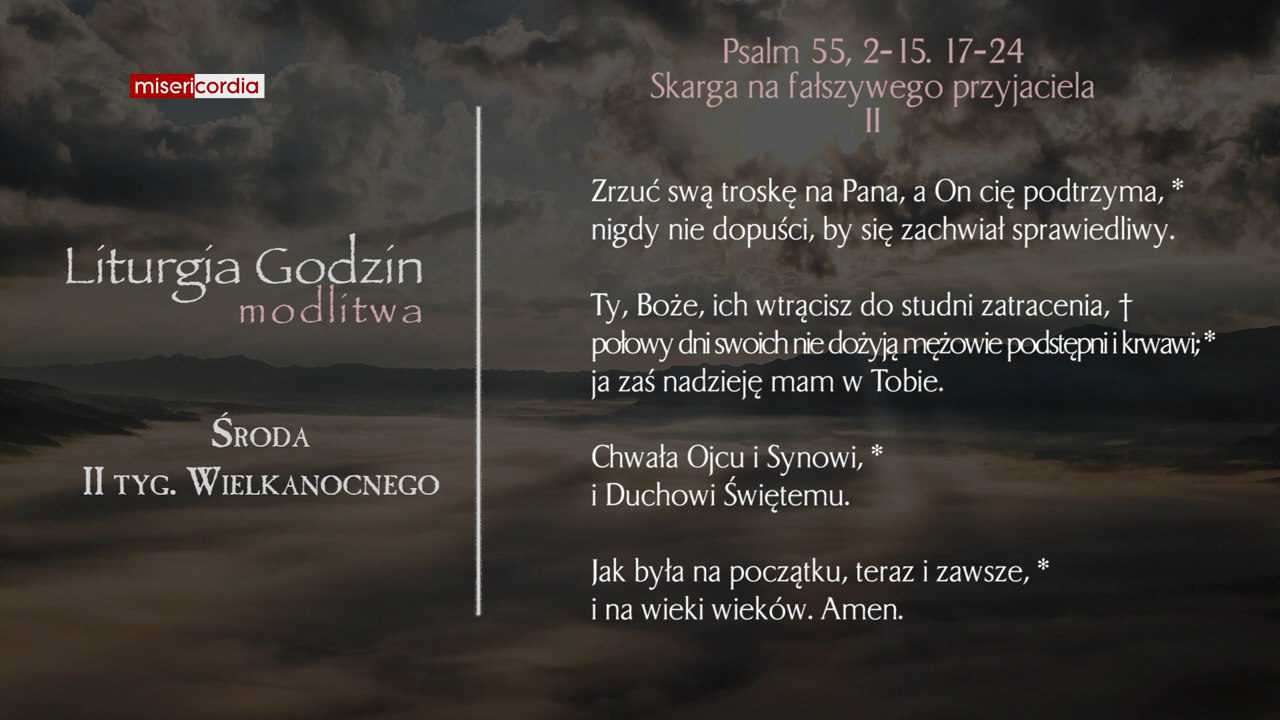 misericordia
Liturgia Godzin
modlitwa
Środa
II tyg. Wielkanocnego
Psalm 55, 2-15. 17-24
Skarga na fałszywego przyjaciela
II
Zrzuć swą troskę na Pana, a On cię podtrzyma, *
nigdy nie dopuści, by się zachwiał sprawiedliwy.
Ty, Boże, ich wtrącisz do studni zatracenia, †
połowy dni swoich nie dożyją mężowie podstępni i krwawi; *
ja zaś nadzieję mam w Tobie.
Chwała Ojcu i Synowi, *
i Duchowi Świętemu.
Jak była na początku, teraz i zawsze, *
i na wieki wieków. Amen.